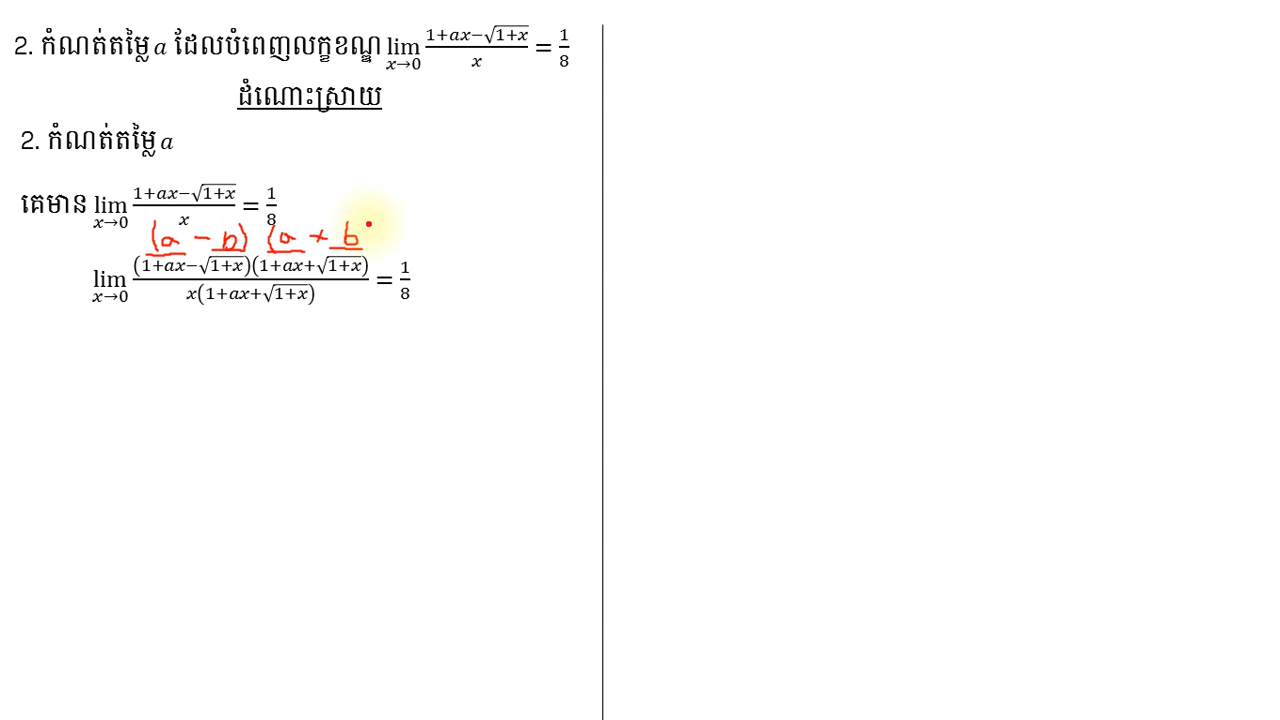 2. កំណត់តម្លៃ a ដែលបំពេញលក្ខខណ្ឌ lim x→0 (1+ax−√(1+x))/x = 1/8
ដំណោះស្រាយ
2. កំណត់តម្លៃ a
គេមាន lim x→0 (1+ax−√(1+x))/x = 1/8
(a − b) (a + b
lim x→0 ((1+ax−√(1+x))(1+ax+√(1+x)))/(x(1+ax+√(1+x))) = 1/8